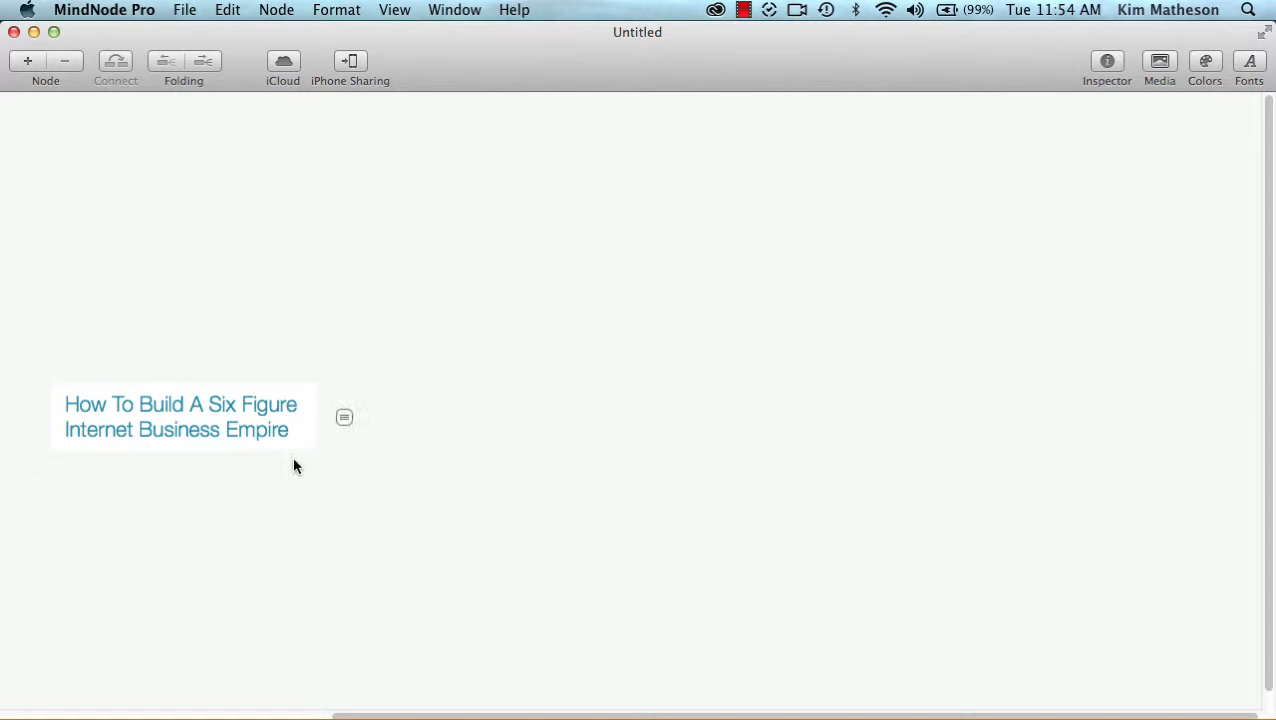 MindNode Pro File Edit Node Format View Window Help (99%) Tue 11:54 AM Kim Matheson
Untitled
Node Connect Folding iCloud iPhone Sharing Inspector Media Colors Fonts
How To Build A Six Figure
Internet Business Empire